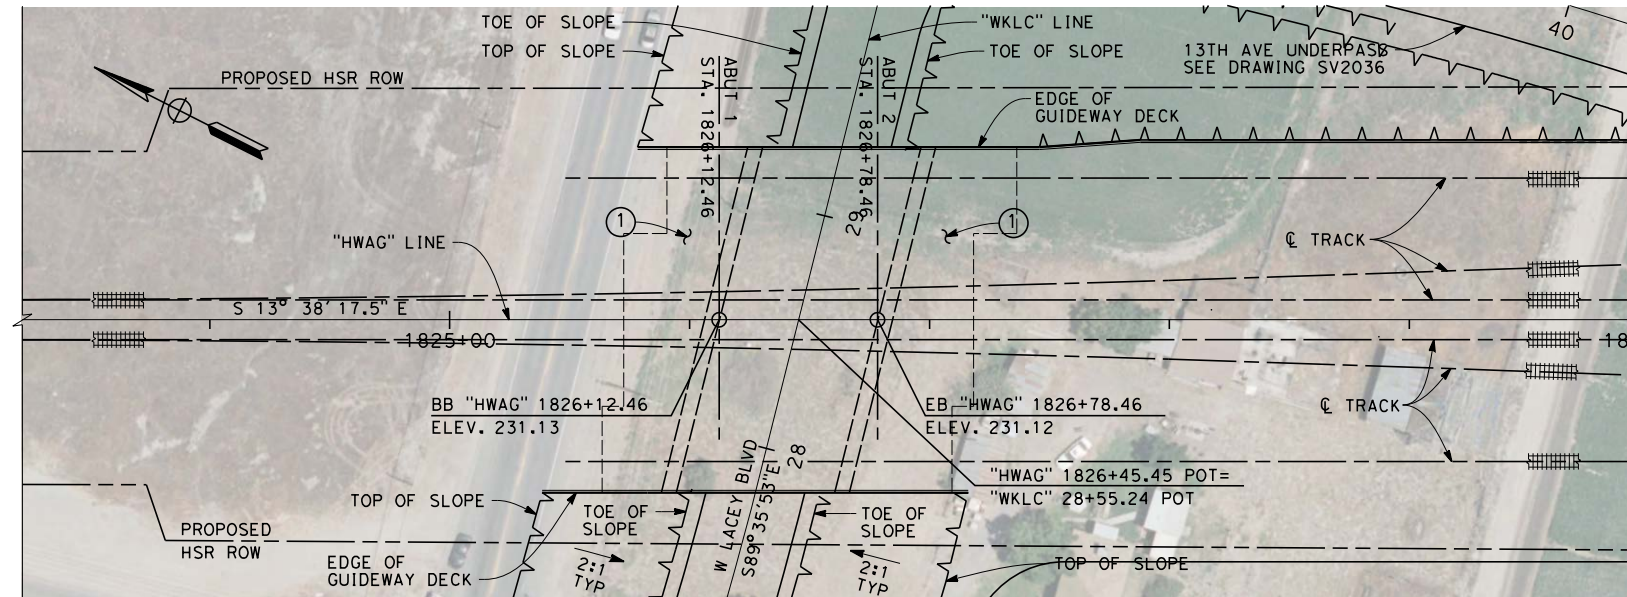 TOE OF SLOPE
TOP OF SLOPE
"WKLC" LINE
TOE OF SLOPE
13TH AVE UNDERPASS
SEE DRAWING SV2036
40
PROPOSED HSR ROW
ABUT 1
STA. 1826+12.46
ABUT 2
STA. 1826+78.46
EDGE OF
GUIDEWAY DECK
1
1
29
"HWAG" LINE
℄ TRACK
S 13° 38' 17.5" E
1825+00
18
BB "HWAG" 1826+12.46
ELEV. 231.13
EB "HWAG" 1826+78.46
ELEV. 231.12
℄ TRACK
28
"HWAG" 1826+45.45 POT=
"WKLC" 28+55.24 POT
W LACEY BLVD
S89°35'53"E
TOP OF SLOPE
TOE OF
SLOPE
TOE OF
SLOPE
PROPOSED
HSR ROW
EDGE OF
GUIDEWAY DECK
2:1
TYP
2:1
TYP
TOP OF SLOPE